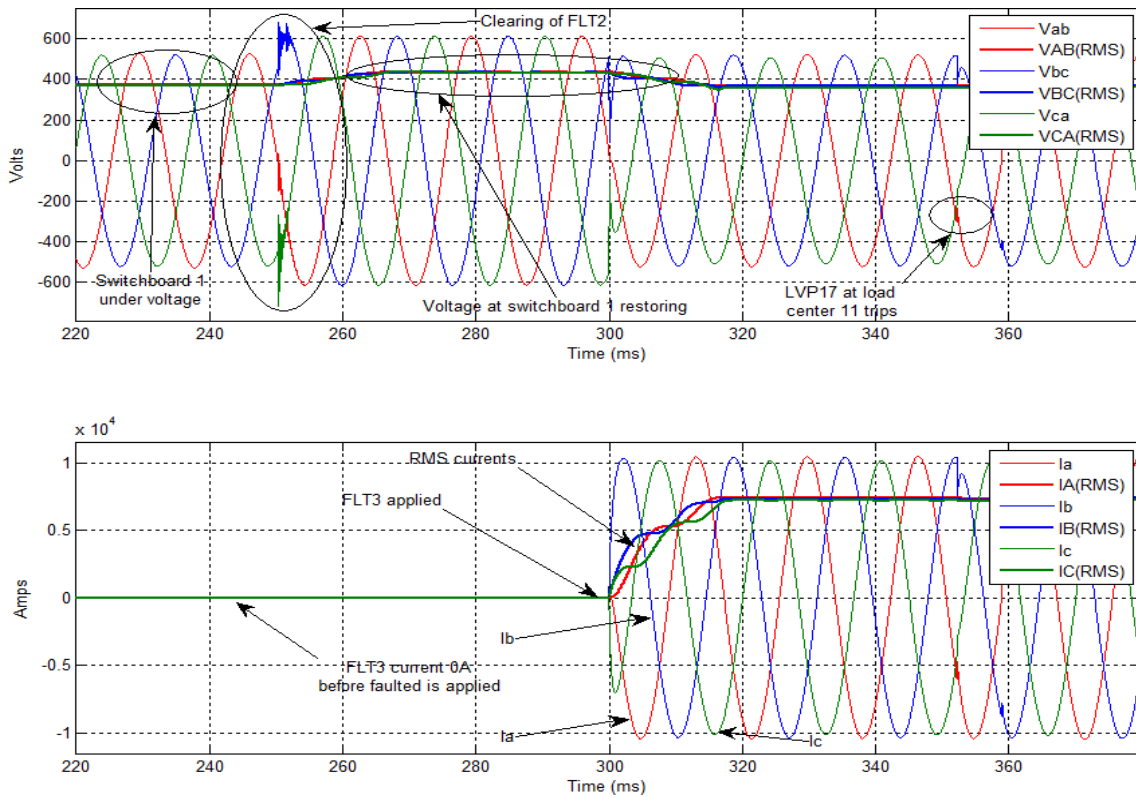 Clearing of FLT2
600
400
200
0
-200
-400
-600
Volts
Vab
VAB(RMS)
Vbc
VBC(RMS)
Vca
VCA(RMS)
Switchboard 1
under voltage
Voltage at switchboard 1 restoring
LVP17 at load
center 11 trips
220
240
260
280
300
320
340
360
Time (ms)
x 10^4
1
0.5
0
-0.5
-1
Amps
RMS currents
FLT3 applied
Ia
IA(RMS)
Ib
IB(RMS)
Ic
IC(RMS)
Ib
FLT3 current 0A
before faulted is applied
Ia
Ic
220
240
260
280
300
320
340
360
Time (ms)